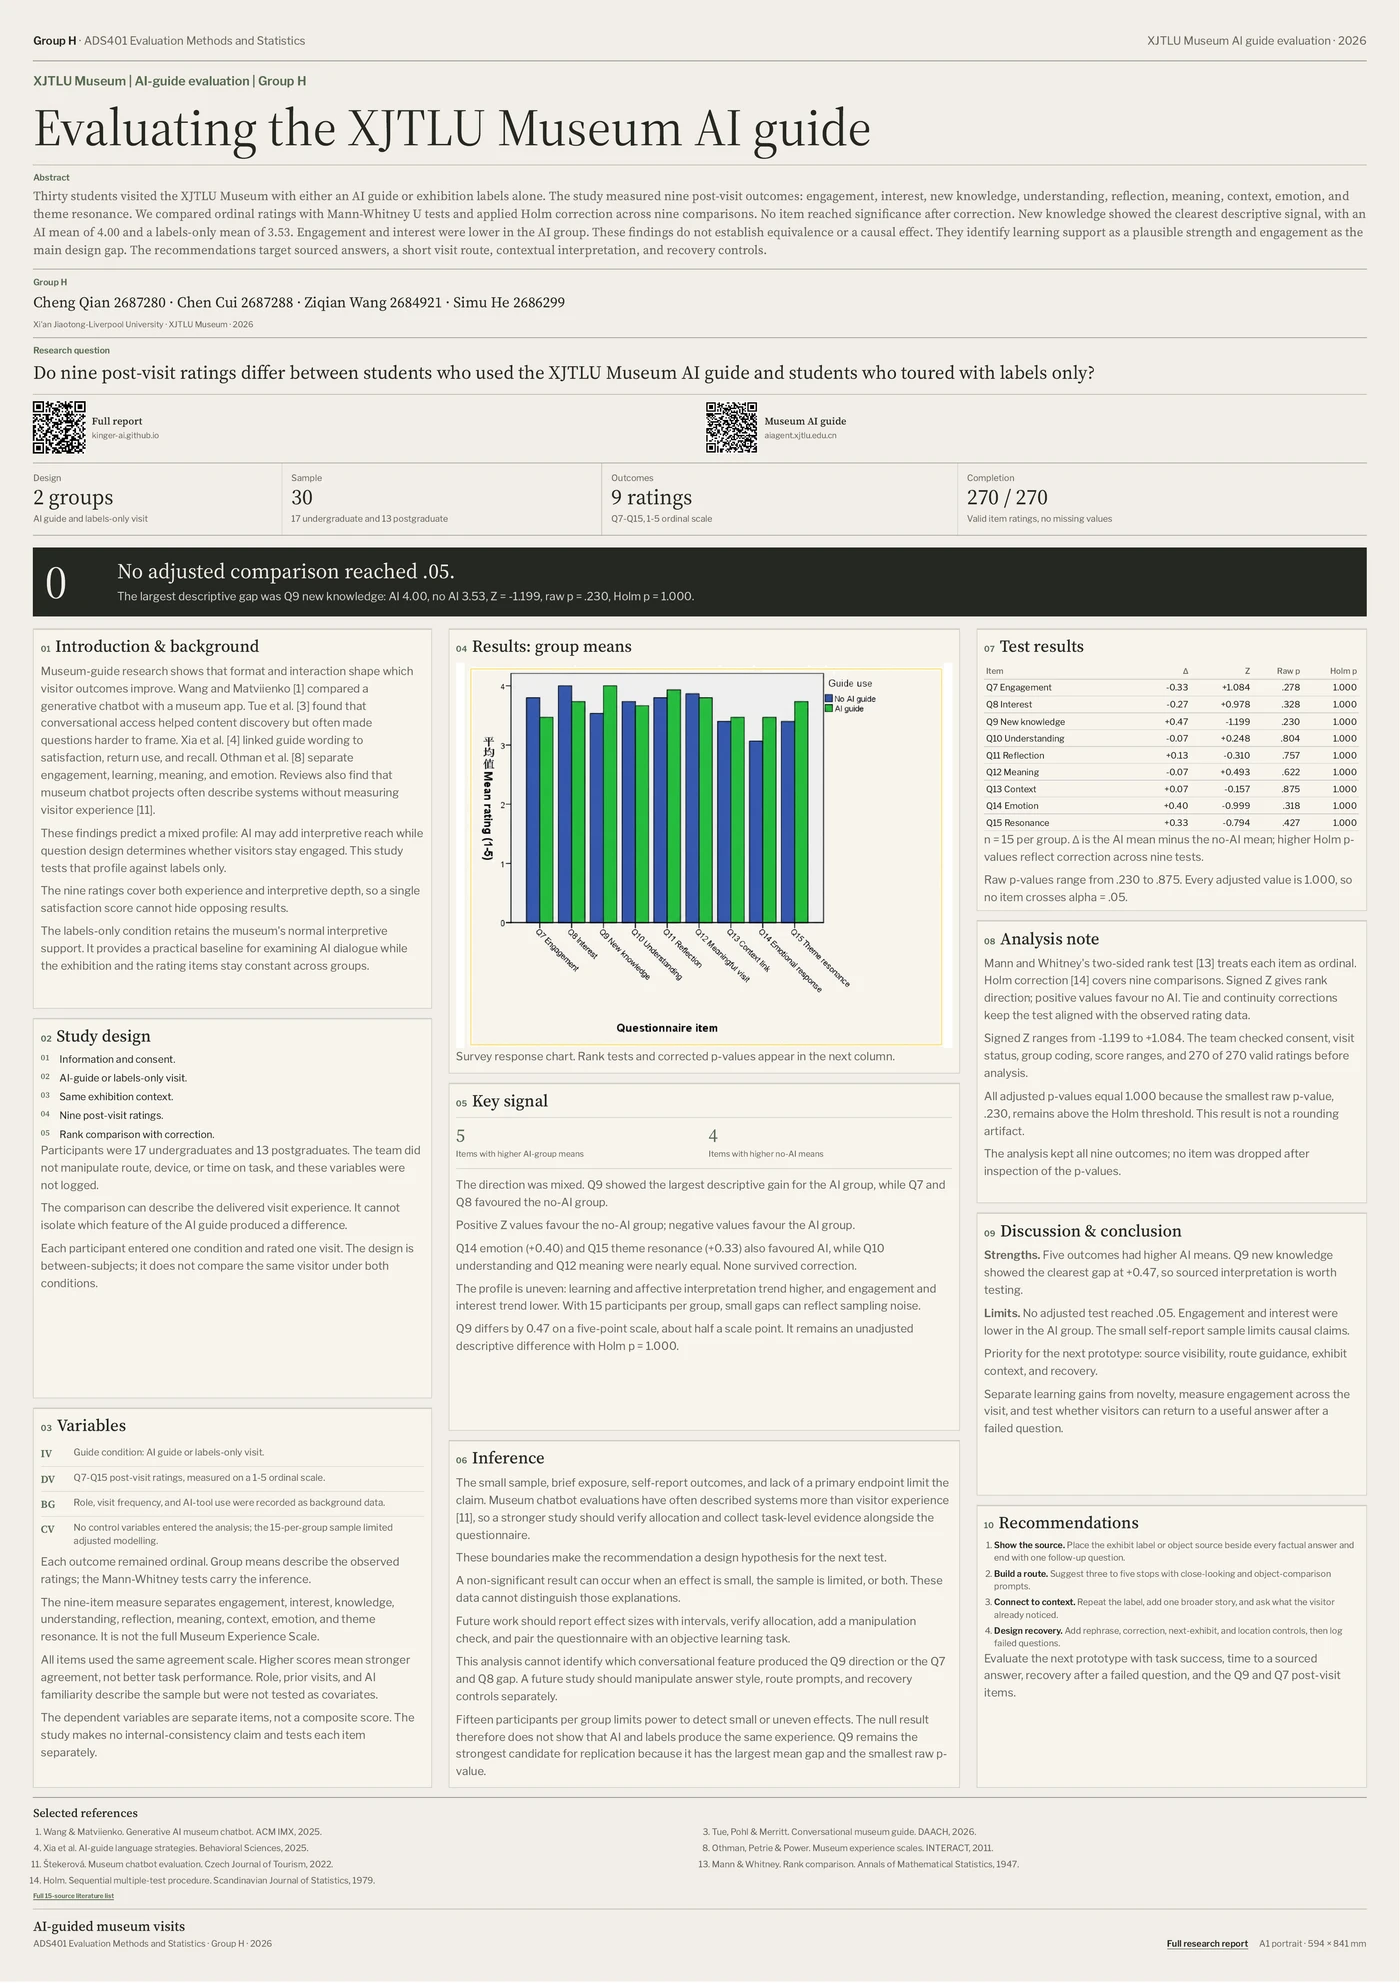 Group H · ADS401 Evaluation Methods and Statistics
XJTLU Museum AI guide evaluation · 2026
XJTLU Museum | AI-guide evaluation | Group H
Evaluating the XJTLU Museum AI guide
Abstract
Thirty students visited the XJTLU Museum with either an AI guide or exhibition labels alone. The study measured nine post-visit outcomes: engagement, interest, new knowledge, understanding, reflection, meaning, context, emotion, and
theme resonance. We compared ordinal ratings with Mann-Whitney U tests and applied Holm correction across nine comparisons. No item reached significance after correction. New knowledge showed the clearest descriptive signal, with an
AI mean of 4.00 and a labels-only mean of 3.53. Engagement and interest were lower in the AI group. These findings do not establish equivalence or a causal effect. They identify learning support as a plausible strength and engagement as the
main design gap. The recommendations target sourced answers, a short visit route, contextual interpretation, and recovery controls.
Group H
Cheng Qian 2687280 · Chen Cui 2687288 · Ziqian Wang 2684921 · Simu He 2686299
Xi'an Jiaotong-Liverpool University · XJTLU Museum · 2026
Research question
Do nine post-visit ratings differ between students who used the XJTLU Museum AI guide and students who toured with labels only?
Full report
kinger-ai.github.io
Museum AI guide
aiagent.xjtlu.edu.cn
Design
2 groups
AI guide and labels-only visit
Sample
30
17 undergraduate and 13 postgraduate
Outcomes
9 ratings
Q7-Q15, 1-5 ordinal scale
Completion
270 / 270
Valid item ratings, no missing values
0
No adjusted comparison reached .05.
The largest descriptive gap was Q9 new knowledge: AI 4.00, no AI 3.53, Z = -1.199, raw p = .230, Holm p = 1.000.
01 Introduction & background
Museum-guide research shows that format and interaction shape which
visitor outcomes improve. Wang and Matviienko [1] compared a
generative chatbot with a museum app. Tue et al. [3] found that
conversational access helped content discovery but often made
questions harder to frame. Xia et al. [4] linked guide wording to
satisfaction, return use, and recall. Othman et al. [8] separate
engagement, learning, meaning, and emotion. Reviews also find that
museum chatbot projects often describe systems without measuring
visitor experience [11].
These findings predict a mixed profile: AI may add interpretive reach while
question design determines whether visitors stay engaged. This study
tests that profile against labels only.
The nine ratings cover both experience and interpretive depth, so a single
satisfaction score cannot hide opposing results.
The labels-only condition retains the museum's normal interpretive
support. It provides a practical baseline for examining AI dialogue while
the exhibition and the rating items stay constant across groups.
02 Study design
01 Information and consent.
02 AI-guide or labels-only visit.
03 Same exhibition context.
04 Nine post-visit ratings.
05 Rank comparison with correction.
Participants were 17 undergraduates and 13 postgraduates. The team did
not manipulate route, device, or time on task, and these variables were
not logged.
The comparison can describe the delivered visit experience. It cannot
isolate which feature of the AI guide produced a difference.
Each participant entered one condition and rated one visit. The design is
between-subjects; it does not compare the same visitor under both
conditions.
03 Variables
IV Guide condition: AI guide or labels-only visit.
DV Q7-Q15 post-visit ratings, measured on a 1-5 ordinal scale.
BG Role, visit frequency, and AI-tool use were recorded as background data.
CV No control variables entered the analysis; the 15-per-group sample limited
adjusted modelling.
Each outcome remained ordinal. Group means describe the observed
ratings; the Mann-Whitney tests carry the inference.
The nine-item measure separates engagement, interest, knowledge,
understanding, reflection, meaning, context, emotion, and theme
resonance. It is not the full Museum Experience Scale.
All items used the same agreement scale. Higher scores mean stronger
agreement, not better task performance. Role, prior visits, and AI
familiarity describe the sample but were not tested as covariates.
The dependent variables are separate items, not a composite score. The
study makes no internal-consistency claim and tests each item
separately.
04 Results: group means
Guide use
No AI guide
AI guide
平均值 Mean rating (1-5)
4
3
2
1
0
Q7 Engagement
Q8 Interest
Q9 New knowledge
Q10 Understanding
Q11 Reflection
Q12 Meaningful visit
Q13 Context link
Q14 Emotional response
Q15 Theme resonance
Questionnaire item
Survey response chart. Rank tests and corrected p-values appear in the next column.
05 Key signal
5
Items with higher AI-group means
4
Items with higher no-AI means
The direction was mixed. Q9 showed the largest descriptive gain for the AI group, while Q7 and
Q8 favoured the no-AI group.
Positive Z values favour the no-AI group; negative values favour the AI group.
Q14 emotion (+0.40) and Q15 theme resonance (+0.33) also favoured AI, while Q10
understanding and Q12 meaning were nearly equal. None survived correction.
The profile is uneven: learning and affective interpretation trend higher, and engagement and
interest trend lower. With 15 participants per group, small gaps can reflect sampling noise.
Q9 differs by 0.47 on a five-point scale, about half a scale point. It remains an unadjusted
descriptive difference with Holm p = 1.000.
06 Inference
The small sample, brief exposure, self-report outcomes, and lack of a primary endpoint limit the
claim. Museum chatbot evaluations have often described systems more than visitor experience
[11], so a stronger study should verify allocation and collect task-level evidence alongside the
questionnaire.
These boundaries make the recommendation a design hypothesis for the next test.
A non-significant result can occur when an effect is small, the sample is limited, or both. These
data cannot distinguish those explanations.
Future work should report effect sizes with intervals, verify allocation, add a manipulation
check, and pair the questionnaire with an objective learning task.
This analysis cannot identify which conversational feature produced the Q9 direction or the Q7
and Q8 gap. A future study should manipulate answer style, route prompts, and recovery
controls separately.
Fifteen participants per group limits power to detect small or uneven effects. The null result
therefore does not show that AI and labels produce the same experience. Q9 remains the
strongest candidate for replication because it has the largest mean gap and the smallest raw p-
value.
07 Test results
Item Δ Z Raw p Holm p
Q7 Engagement -0.33 +1.084 .278 1.000
Q8 Interest -0.27 +0.978 .328 1.000
Q9 New knowledge +0.47 -1.199 .230 1.000
Q10 Understanding -0.07 +0.248 .804 1.000
Q11 Reflection +0.13 -0.310 .757 1.000
Q12 Meaning -0.07 +0.493 .622 1.000
Q13 Context +0.07 -0.157 .875 1.000
Q14 Emotion +0.40 -0.999 .318 1.000
Q15 Resonance +0.33 -0.794 .427 1.000
n = 15 per group. Δ is the AI mean minus the no-AI mean; higher Holm p-
values reflect correction across nine tests.
Raw p-values range from .230 to .875. Every adjusted value is 1.000, so
no item crosses alpha = .05.
08 Analysis note
Mann and Whitney's two-sided rank test [13] treats each item as ordinal.
Holm correction [14] covers nine comparisons. Signed Z gives rank
direction; positive values favour no AI. Tie and continuity corrections
keep the test aligned with the observed rating data.
Signed Z ranges from -1.199 to +1.084. The team checked consent, visit
status, group coding, score ranges, and 270 of 270 valid ratings before
analysis.
All adjusted p-values equal 1.000 because the smallest raw p-value,
.230, remains above the Holm threshold. This result is not a rounding
artifact.
The analysis kept all nine outcomes; no item was dropped after
inspection of the p-values.
09 Discussion & conclusion
Strengths. Five outcomes had higher AI means. Q9 new knowledge
showed the clearest gap at +0.47, so sourced interpretation is worth
testing.
Limits. No adjusted test reached .05. Engagement and interest were
lower in the AI group. The small self-report sample limits causal claims.
Priority for the next prototype: source visibility, route guidance, exhibit
context, and recovery.
Separate learning gains from novelty, measure engagement across the
visit, and test whether visitors can return to a useful answer after a
failed question.
10 Recommendations
1. Show the source. Place the exhibit label or object source beside every factual answer and
end with one follow-up question.
2. Build a route. Suggest three to five stops with close-looking and object-comparison
prompts.
3. Connect to context. Repeat the label, add one broader story, and ask what the visitor
already noticed.
4. Design recovery. Add rephrase, correction, next-exhibit, and location controls, then log
failed questions.
Evaluate the next prototype with task success, time to a sourced
answer, recovery after a failed question, and the Q9 and Q7 post-visit
items.
Selected references
1. Wang & Matviienko. Generative AI museum chatbot. ACM IMX, 2025.
3. Tue, Pohl & Merritt. Conversational museum guide. DAACH, 2026.
4. Xia et al. AI-guide language strategies. Behavioral Sciences, 2025.
8. Othman, Petrie & Power. Museum experience scales. INTERACT, 2011.
11. Štekerová. Museum chatbot evaluation. Czech Journal of Tourism, 2022.
13. Mann & Whitney. Rank comparison. Annals of Mathematical Statistics, 1947.
14. Holm. Sequential multiple-test procedure. Scandinavian Journal of Statistics, 1979.
Full 15-source literature list
AI-guided museum visits
ADS401 Evaluation Methods and Statistics · Group H · 2026
Full research report A1 portrait · 594 × 841 mm